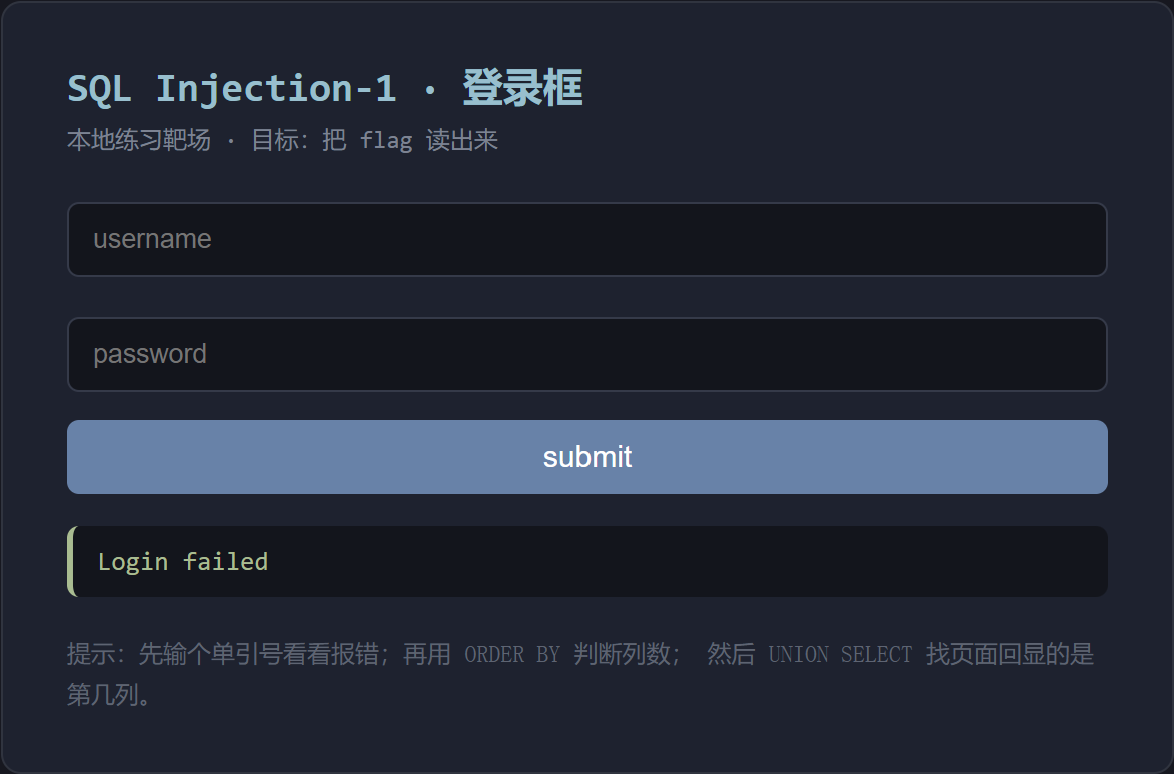 SQL Injection-1 · 登录框
本地练习靶场 · 目标：把 flag 读出来
username
password
submit
Login failed
提示：先输个单引号看看报错；再用 ORDER BY 判断列数； 然后 UNION SELECT 找页面回显的是
第几列。